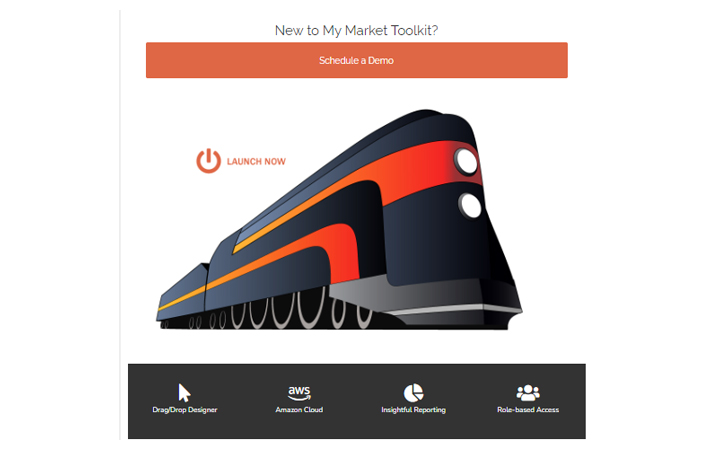 New to My Market Toolkit?
Schedule a Demo
LAUNCH NOW
aws
Drag/Drop Designer
Amazon Cloud
Insightful Reporting
Role-based Access